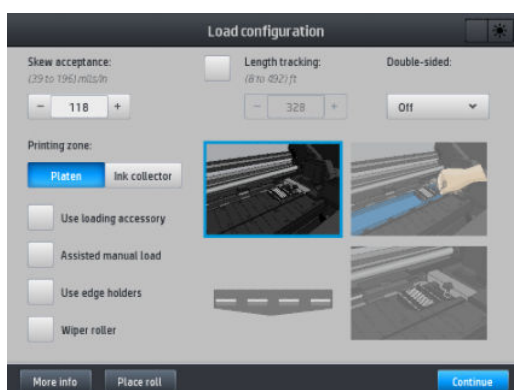 Load configuration
Skew acceptance:
(39 to 196) mils/in
− 118 +
Length tracking:
(8 to 492) ft
− 328 +
Double-sided:
Off
Printing zone:
Platen Ink collector
Use loading accessory
Assisted manual load
Use edge holders
Wiper roller
More info Place roll Continue